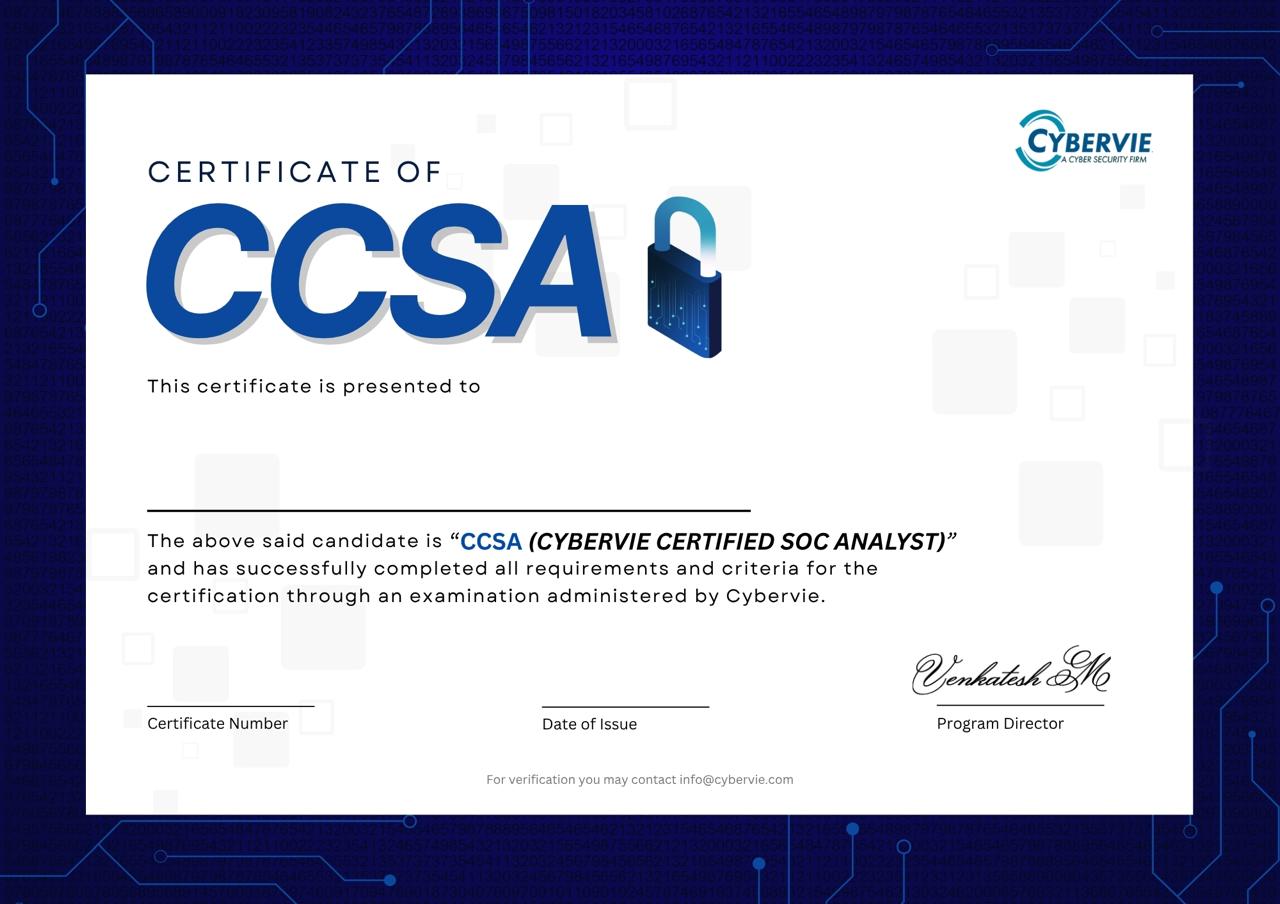 CYBERVIE
A CYBER SECURITY FIRM
CERTIFICATE OF
CCSA
This certificate is presented to
The above said candidate is “CCSA (CYBERVIE CERTIFIED SOC ANALYST)”
and has successfully completed all requirements and criteria for the
certification through an examination administered by Cybervie.
Venkatesh GM
Certificate Number
Date of Issue
Program Director
For verification you may contact info@cybervie.com